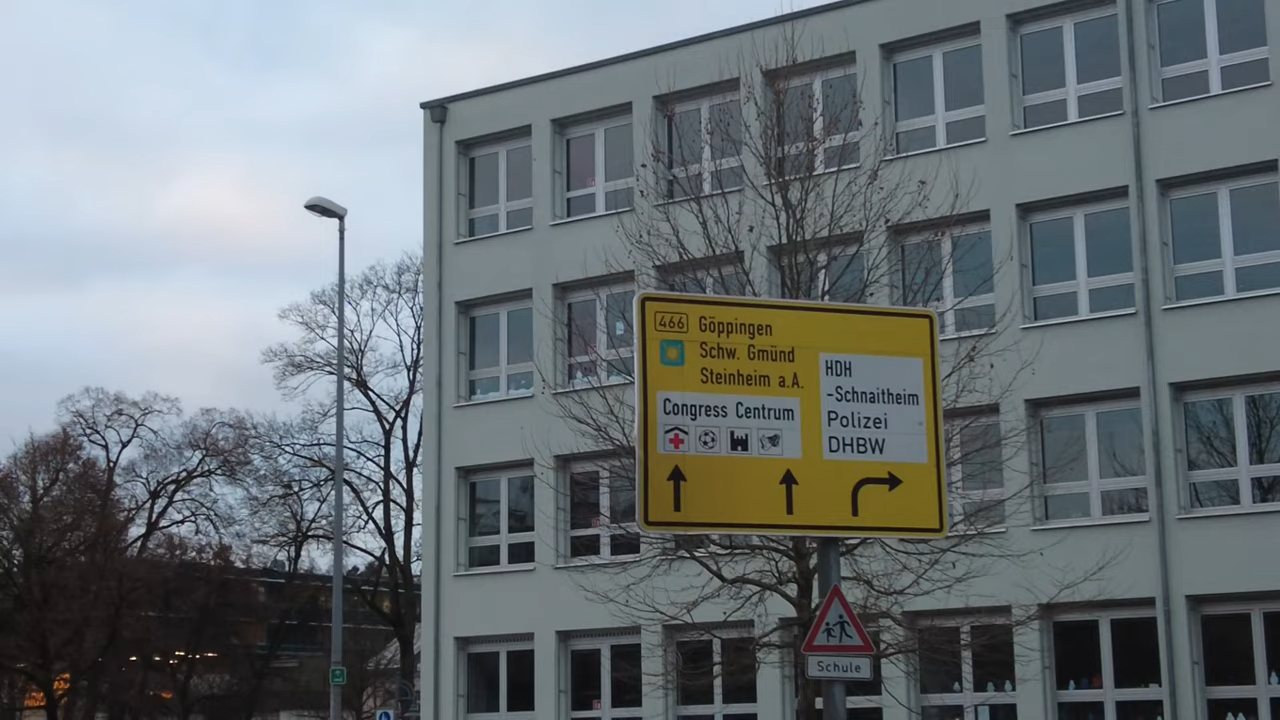 466 Göppingen
Schw. Gmünd
Steinheim a.A.
Congress Centrum
HDH
-Schnaitheim
Polizei
DHBW
Schule